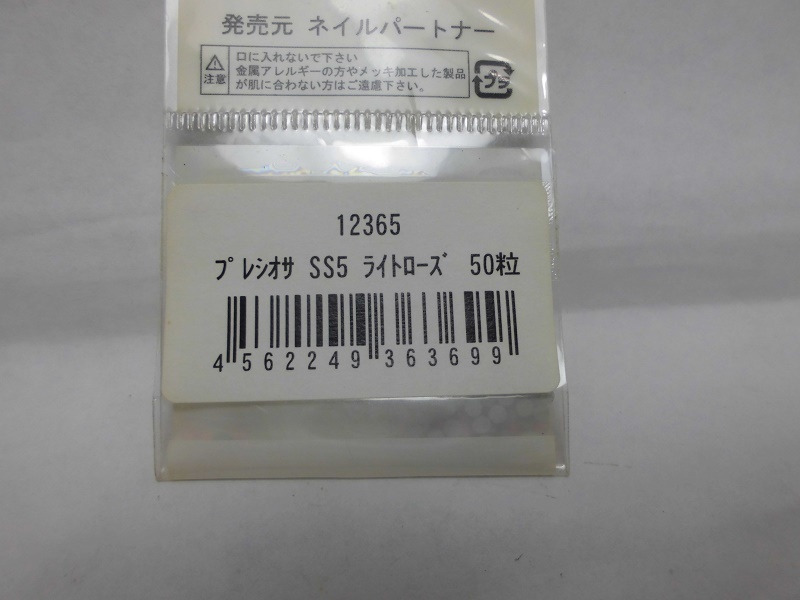 発売元 ネイルパートナー
注意
口に入れないで下さい
金属アレルギーの方やメッキ加工した製品
が肌に合わない方はご遠慮下さい。
プラ
12365
ﾌﾟﾚｼｵｻ SS5 ﾗｲﾄﾛｰｽﾞ 50粒
4562249363699